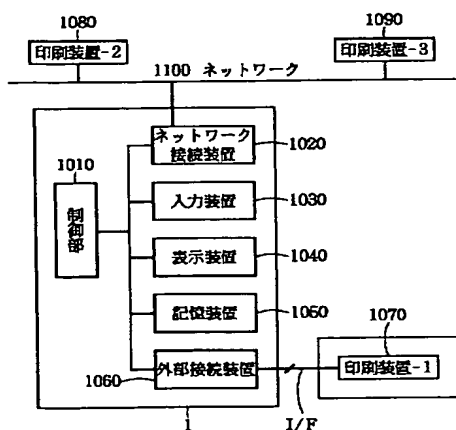 1080
印刷装置-2
1090
印刷装置-3
1100 ネットワーク
ネットワーク
接続装置
1020
1010
制御部
入力装置
1030
表示装置
1040
記憶装置
1050
1060
外部接続装置
1070
印刷装置-1
1
I/F